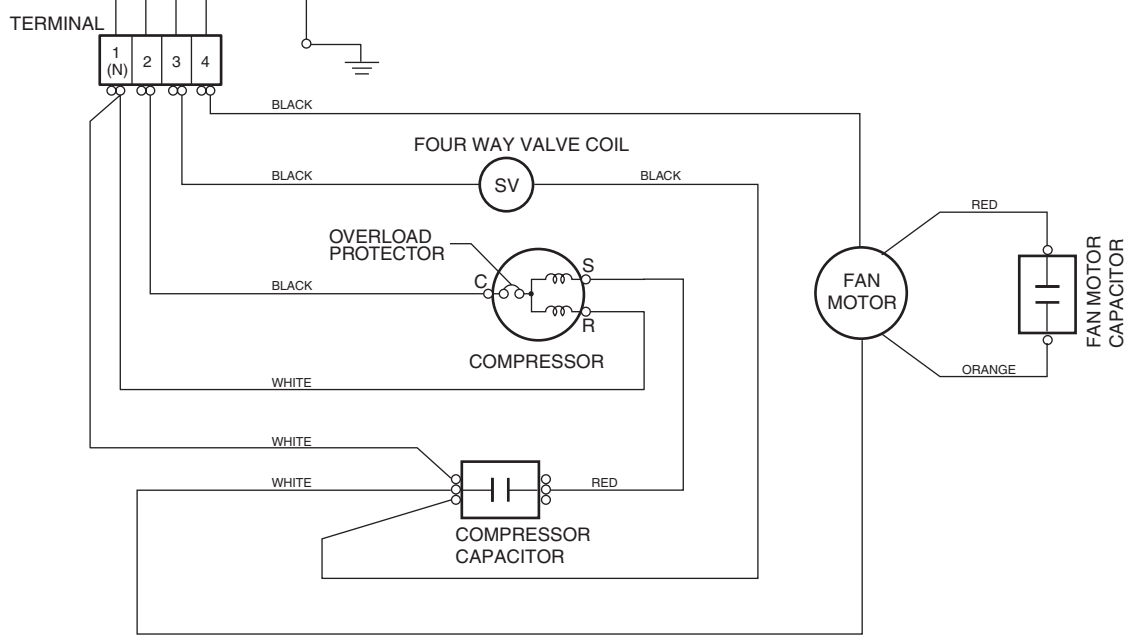 TERMINAL
1
(N)
2
3
4
BLACK
FOUR WAY VALVE COIL
BLACK
SV
BLACK
RED
OVERLOAD
PROTECTOR
C
S
R
BLACK
COMPRESSOR
FAN
MOTOR
FAN MOTOR
CAPACITOR
ORANGE
WHITE
WHITE
WHITE
RED
COMPRESSOR
CAPACITOR